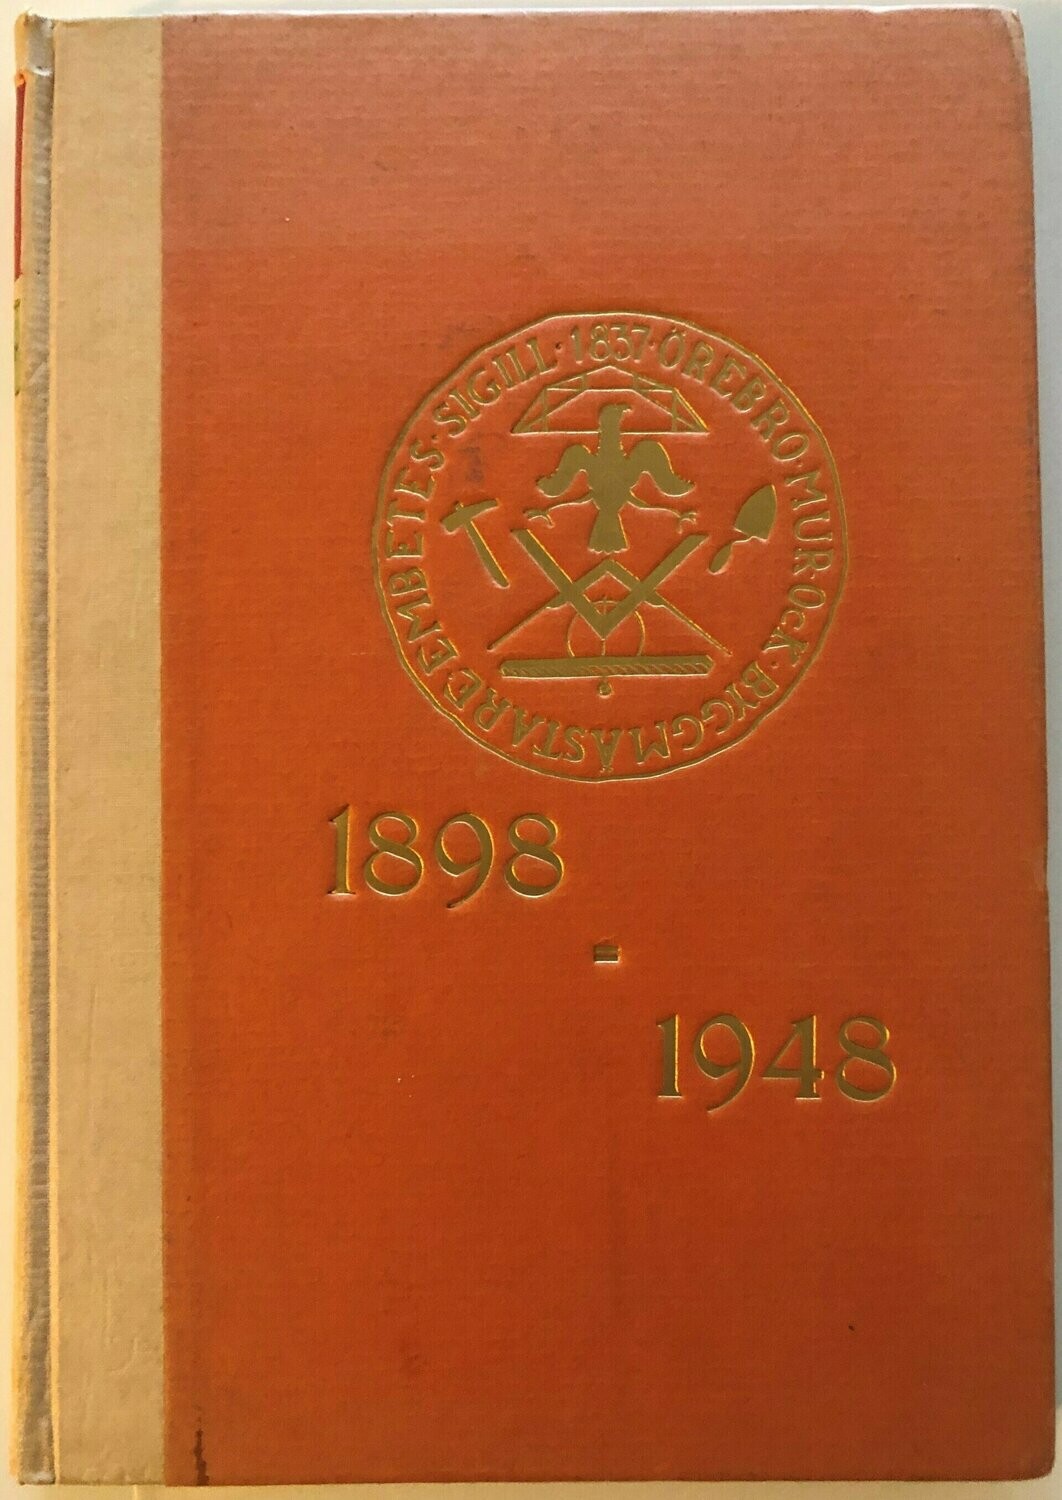 1837·ÖREBRO·MUR·OcK·BYGGMÄSTARE·EMBETES·SIGILL·
1898
-
1948